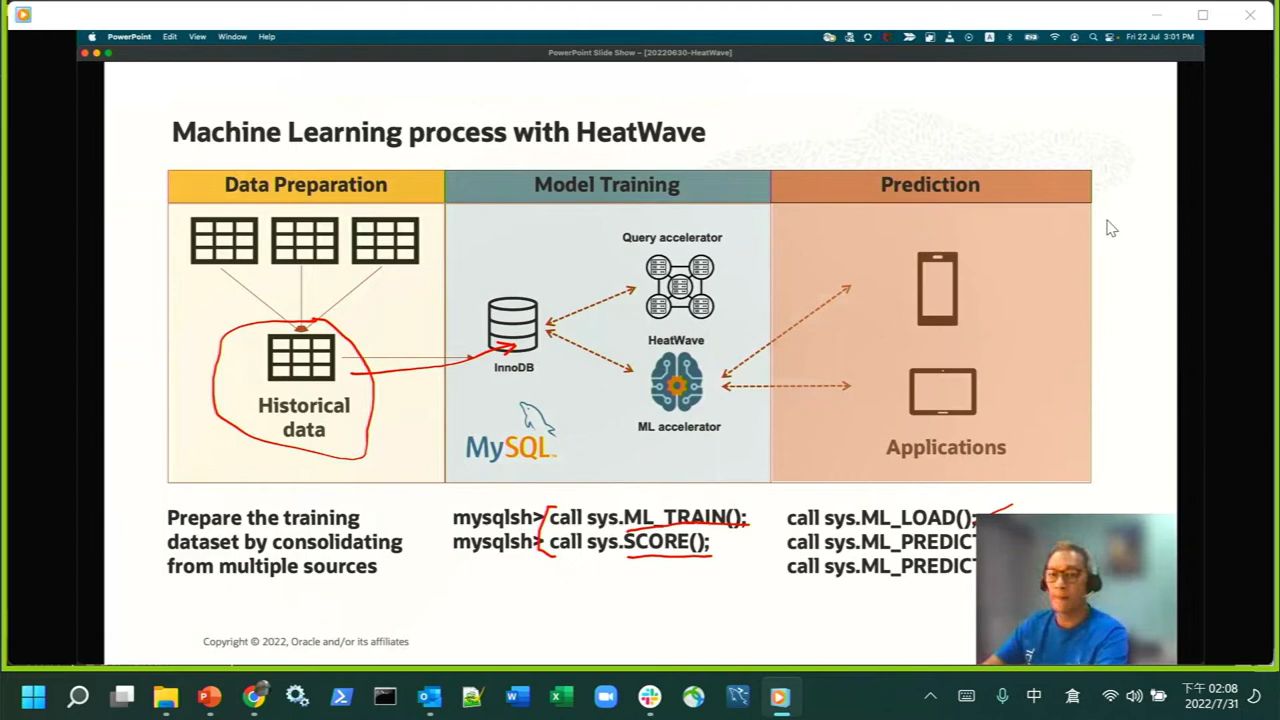 PowerPoint Edit View Window Help
Fri 22 Jul 3:01 PM
PowerPoint Slide Show – [20220630-HeatWave]
Machine Learning process with HeatWave
Data Preparation
Model Training
Prediction
Query accelerator
HeatWave
InnoDB
ML accelerator
Historical
data
MySQL
Applications
Prepare the training
dataset by consolidating
from multiple sources
mysqlsh> call sys.ML_TRAIN();
mysqlsh> call sys.SCORE();
call sys.ML_LOAD();
call sys.ML_PREDICT
call sys.ML_PREDICT
Copyright © 2022, Oracle and/or its affiliates
中
倉
下午 02:08
2022/7/31